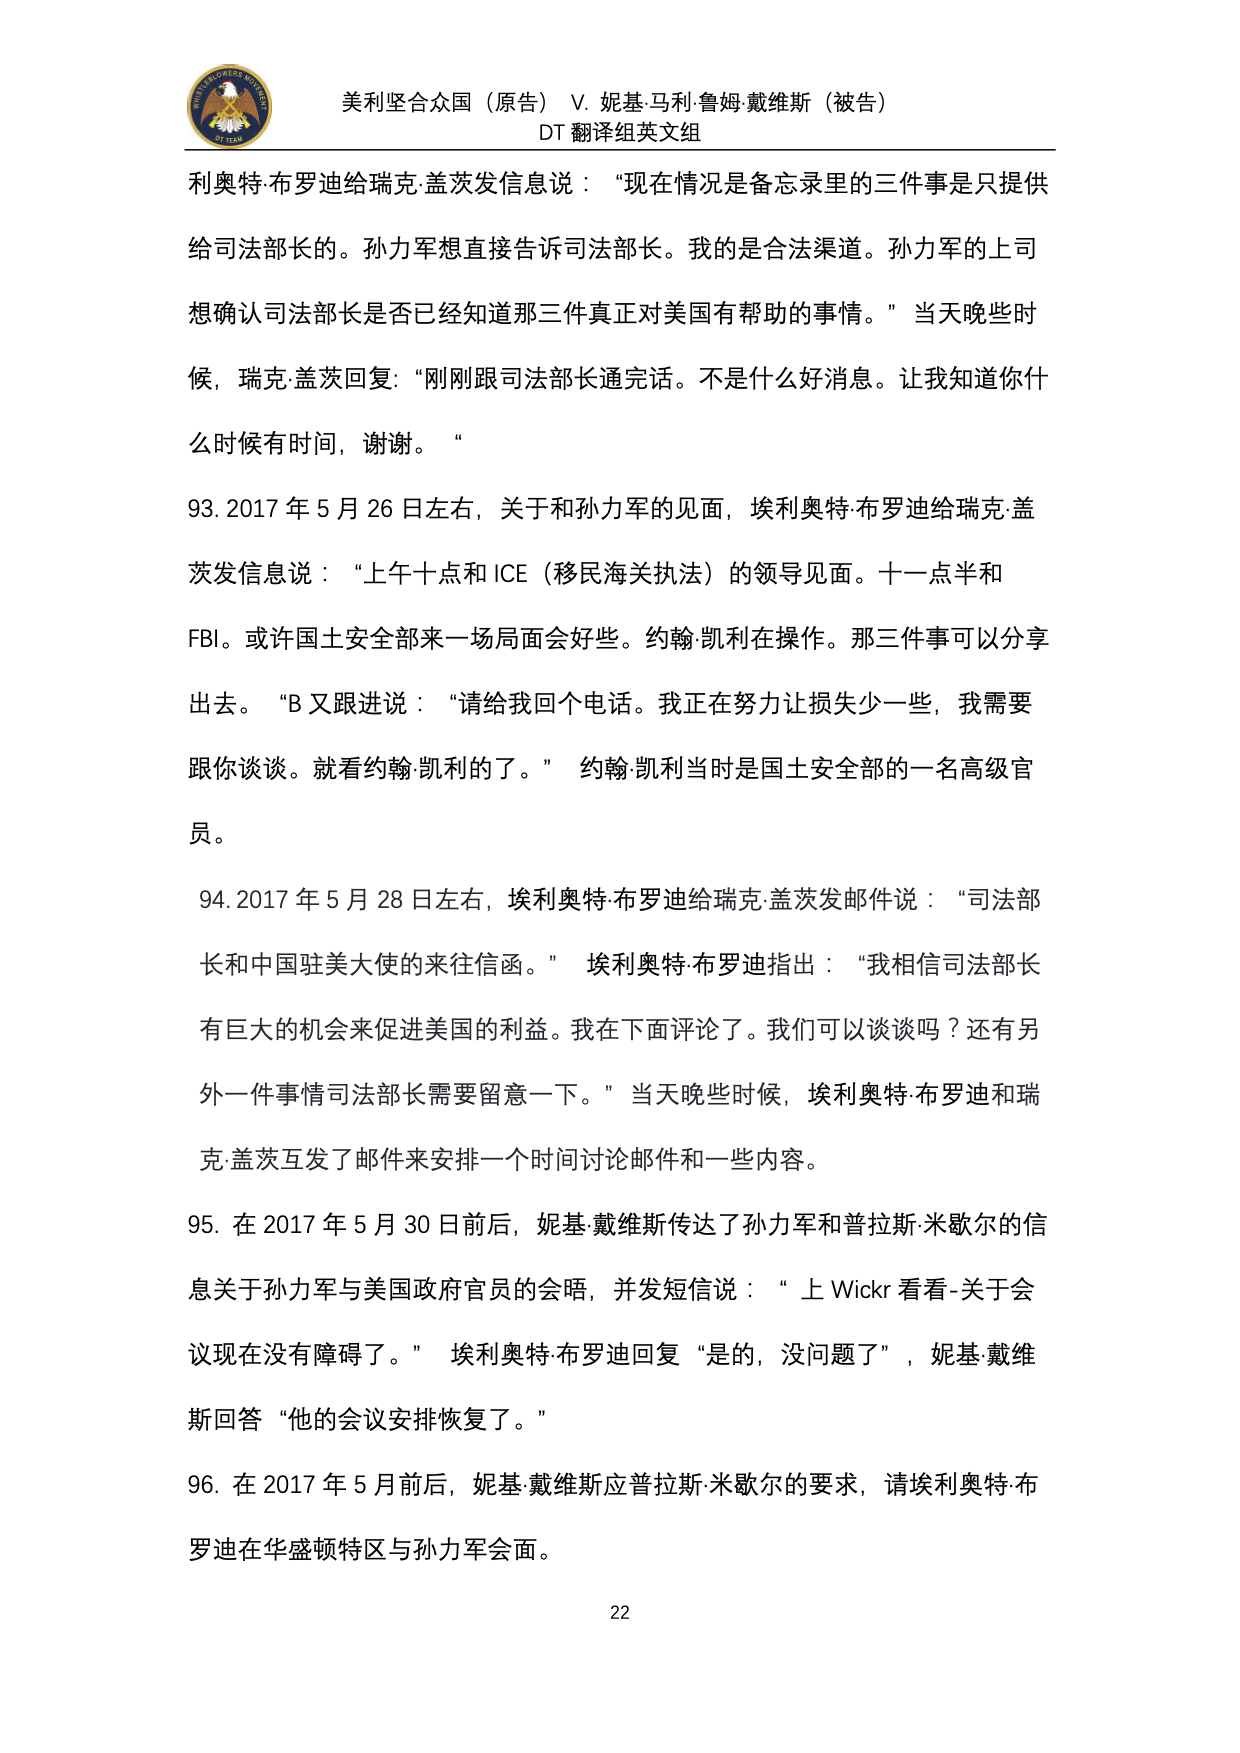 WHISTLEBLOWERS MOVEMENT
DT TEAM
美利坚合众国（原告） V. 妮基·马利·鲁姆·戴维斯（被告）
DT 翻译组英文组
利奥特·布罗迪给瑞克·盖茨发信息说： “现在情况是备忘录里的三件事是只提供
给司法部长的。孙力军想直接告诉司法部长。我的是合法渠道。孙力军的上司
想确认司法部长是否已经知道那三件真正对美国有帮助的事情。” 当天晚些时
候，瑞克·盖茨回复: “刚刚跟司法部长通完话。不是什么好消息。让我知道你什
么时候有时间，谢谢。 “
93. 2017 年 5 月 26 日左右，关于和孙力军的见面，埃利奥特·布罗迪给瑞克·盖
茨发信息说： “上午十点和 ICE（移民海关执法）的领导见面。十一点半和
FBI。或许国土安全部来一场局面会好些。约翰·凯利在操作。那三件事可以分享
出去。 “B 又跟进说： “请给我回个电话。我正在努力让损失少一些，我需要
跟你谈谈。就看约翰·凯利的了。” 约翰·凯利当时是国土安全部的一名高级官
员。
94. 2017 年 5 月 28 日左右，埃利奥特·布罗迪给瑞克·盖茨发邮件说： “司法部
长和中国驻美大使的来往信函。” 埃利奥特·布罗迪指出： “我相信司法部长
有巨大的机会来促进美国的利益。我在下面评论了。我们可以谈谈吗？还有另
外一件事情司法部长需要留意一下。” 当天晚些时候，埃利奥特·布罗迪和瑞
克·盖茨互发了邮件来安排一个时间讨论邮件和一些内容。
95. 在 2017 年 5 月 30 日前后，妮基·戴维斯传达了孙力军和普拉斯·米歇尔的信
息关于孙力军与美国政府官员的会晤，并发短信说： “ 上 Wickr 看看-关于会
议现在没有障碍了。” 埃利奥特·布罗迪回复 “是的，没问题了” ，妮基·戴维
斯回答 “他的会议安排恢复了。”
96. 在 2017 年 5 月前后，妮基·戴维斯应普拉斯·米歇尔的要求，请埃利奥特·布
罗迪在华盛顿特区与孙力军会面。
22